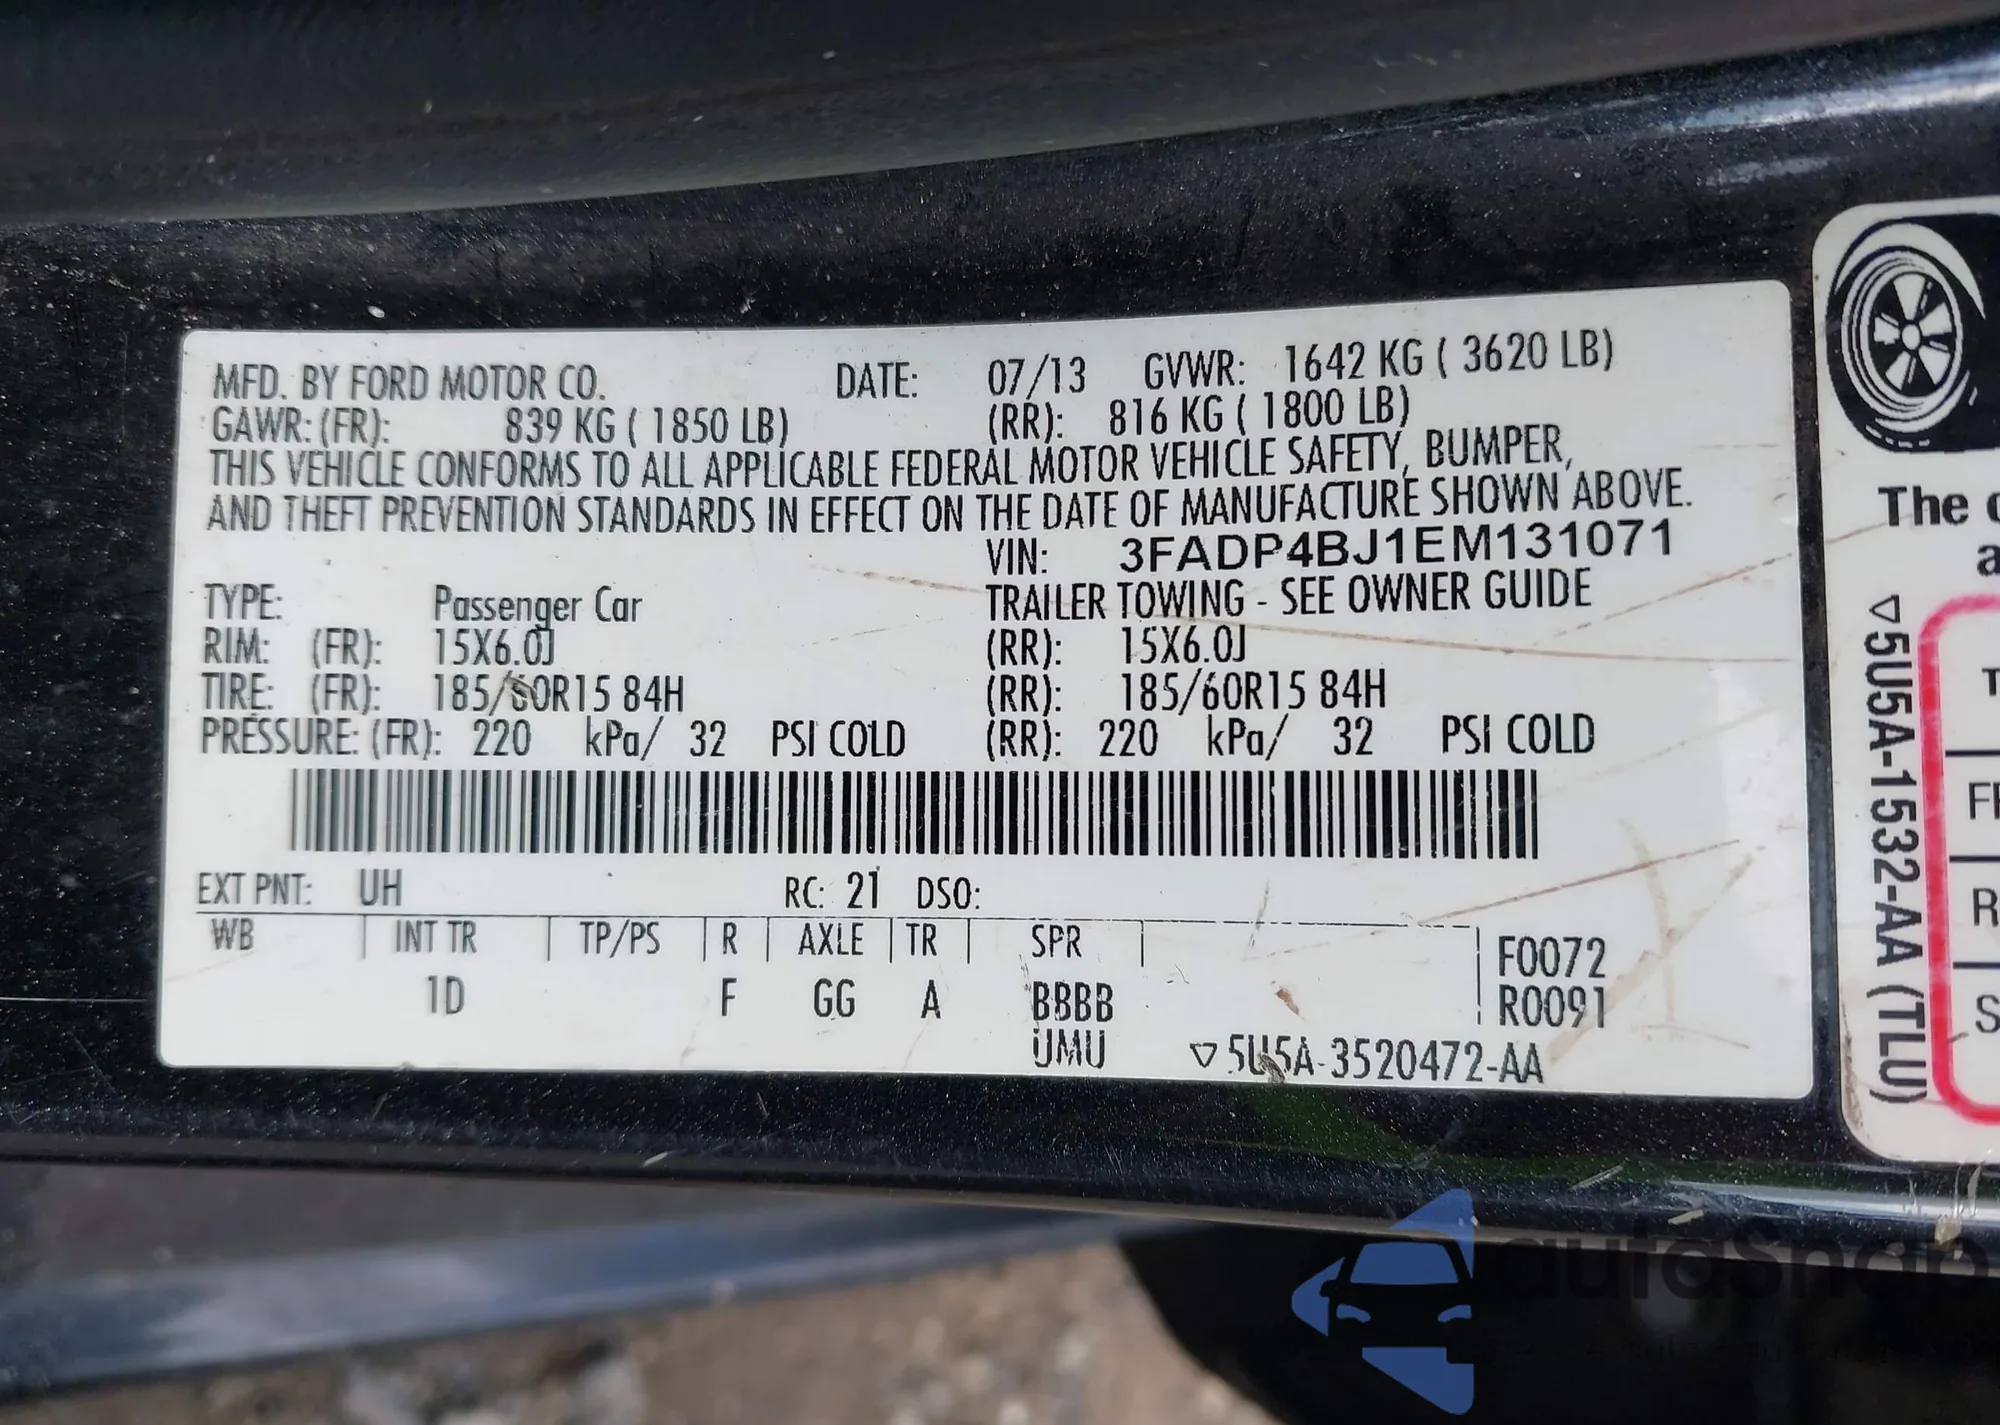 MFD. BY FORD MOTOR CO. DATE: 07/13 GVWR: 1642 KG ( 3620 LB)
GAWR: (FR): 839 KG ( 1850 LB) (RR): 816 KG ( 1800 LB)
THIS VEHICLE CONFORMS TO ALL APPLICABLE FEDERAL MOTOR VEHICLE SAFETY, BUMPER,
AND THEFT PREVENTION STANDARDS IN EFFECT ON THE DATE OF MANUFACTURE SHOWN ABOVE.
VIN: 3FADP4BJ1EM131071
TYPE: Passenger Car TRAILER TOWING - SEE OWNER GUIDE
RIM: (FR): 15X6.0J (RR): 15X6.0J
TIRE: (FR): 185/60R15 84H (RR): 185/60R15 84H
PRESSURE: (FR): 220 kPa/ 32 PSI COLD (RR): 220 kPa/ 32 PSI COLD
EXT PNT: UH RC: 21 DSO:
WB INT TR TP/PS R AXLE TR SPR F0072
1D F GG A BBBB R0091
UMU ▽5U5A-3520472-AA
The
▽5U5A-1532-AA (TLU)
autosnap